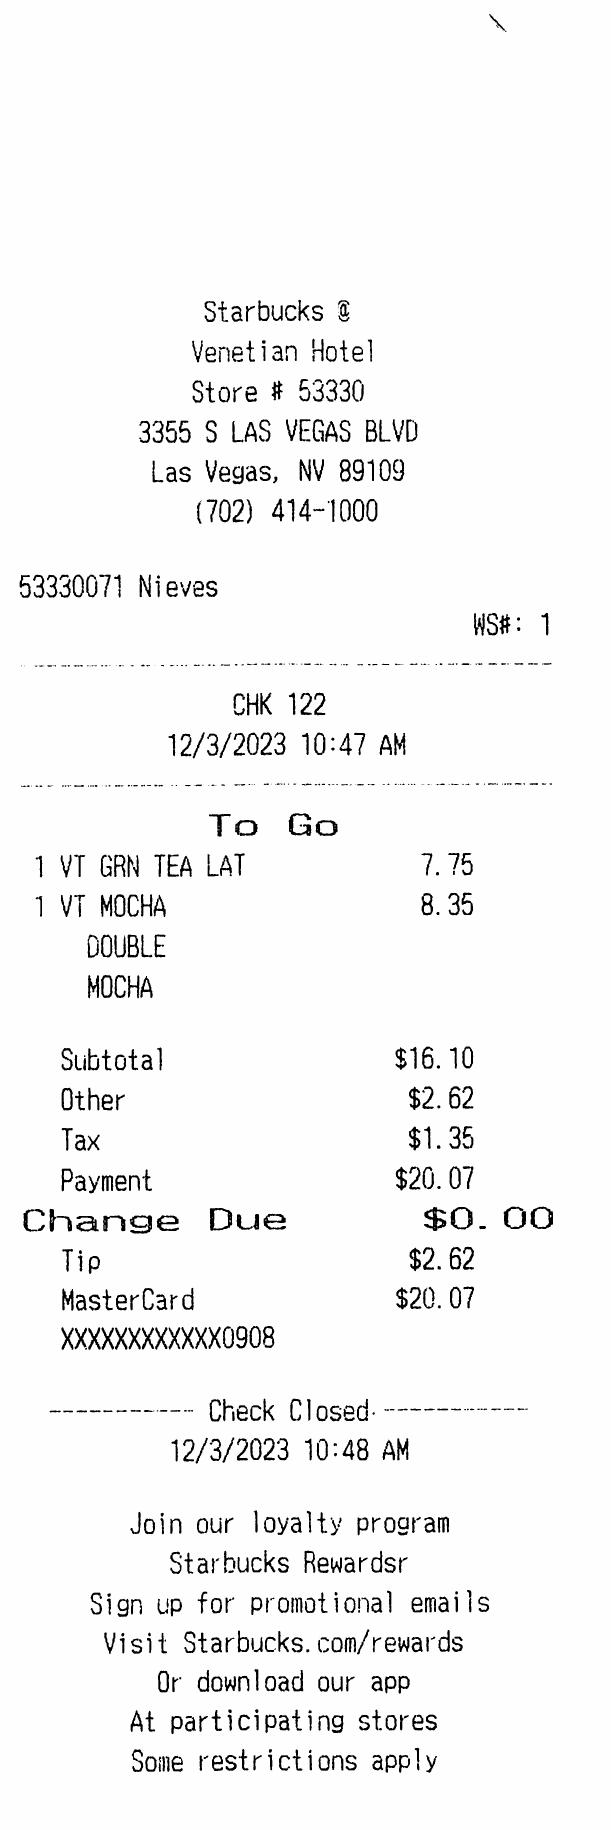 Starbucks @
Venetian Hotel
Store # 53330
3355 S LAS VEGAS BLVD
Las Vegas, NV 89109
(702) 414-1000
53330071 Nieves
WS#: 1
CHK 122
12/3/2023 10:47 AM
To Go
1 VT GRN TEA LAT 7.75
1 VT MOCHA 8.35
DOUBLE
MOCHA
Subtotal $16.10
Other $2.62
Tax $1.35
Payment $20.07
Change Due $0.00
Tip $2.62
MasterCard $20.07
XXXXXXXXXXXX0908
----------- Check Closed -----------
12/3/2023 10:48 AM
Join our loyalty program
Starbucks Rewardsr
Sign up for promotional emails
Visit Starbucks.com/rewards
Or download our app
At participating stores
Some restrictions apply